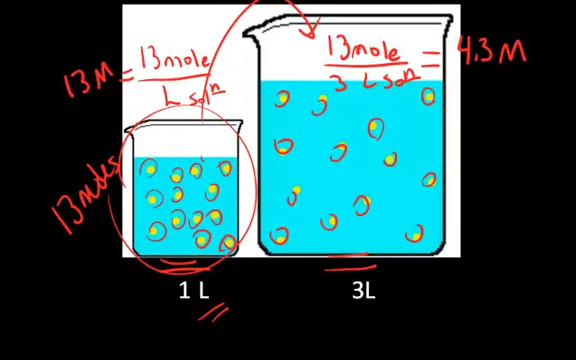 13 M = 13 mole / L soln
13 mole / 3 L soln = 4.3 M
13 moles
1 L
3L